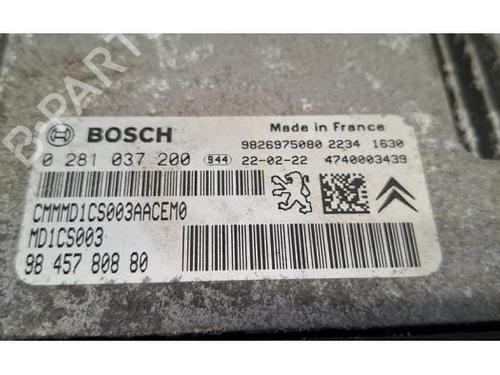 BOSCH
Made in France
9826975080 2234 1630
0 281 037 200 S44 22-02-22 4740003439
CMMMD1CS003AACEM0
MD1CS003
98 457 808 80
B-PARTS